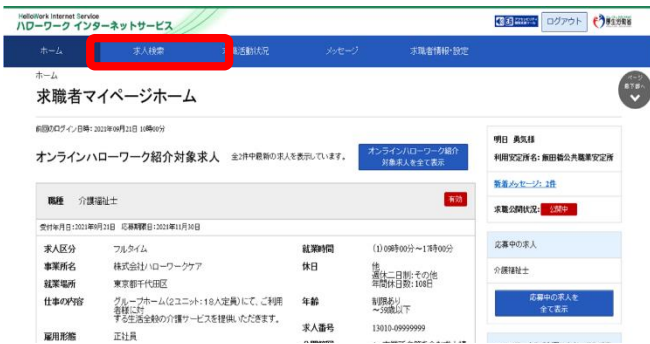 HelloWork Internet Service
ハローワーク インターネットサービス
ログアウト
厚生労働省
ホーム
求人検索
求職活動状況
メッセージ
求職者情報・設定
ホーム
求職者マイページホーム
ページ
最下部へ
前回のログイン日時:2021年09月21日 10時00分
オンラインハローワーク紹介対象求人
全2件中最新の求人を表示しています。
オンラインハローワーク紹介
対象求人を全て表示
職種 介護福祉士
有効
受付年月日:2021年9月21日 応募期限日:2021年11月30日
求人区分 フルタイム
事業所名 株式会社ハローワークケア
就業場所 東京都千代田区
仕事の内容 グループホーム(2ユニット:18人定員)にて、ご利用
者様に対
する生活全般の介護サービスを提供いただきます。
雇用形態 正社員
就業時間 (1)09時00分〜17時00分
休日 他
週休二日制:その他
年間休日数:108日
年齢 制限あり
〜59歳以下
求人番号 13010-09999999
明日 勇気様
利用安定所名:飯田橋公共職業安定所
新着メッセージ: 2件
求職公開状況: 公開中
応募中の求人
介護福祉士
応募中の求人を
全て表示